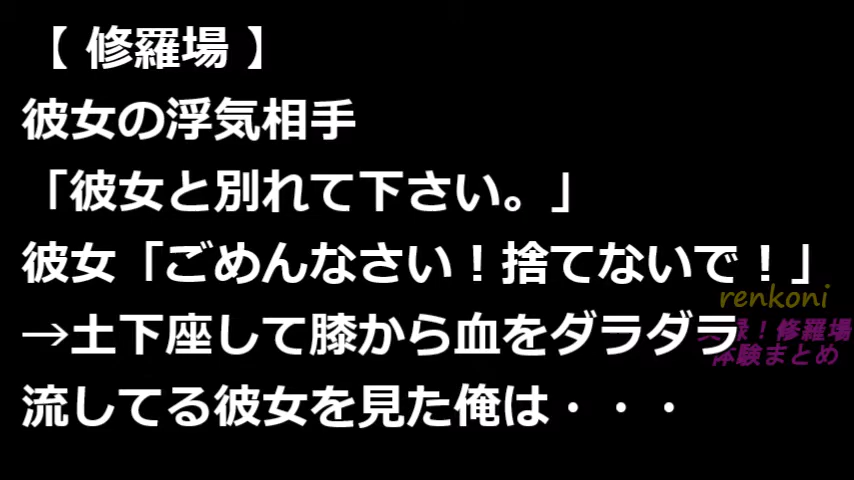 【 修羅場 】
彼女の浮気相手
「彼女と別れて下さい。」
彼女「ごめんなさい！捨てないで！」
→土下座して膝から血をダラダラ
流してる彼女を見た俺は・・・
renkoni
録！修羅場
体験まとめ